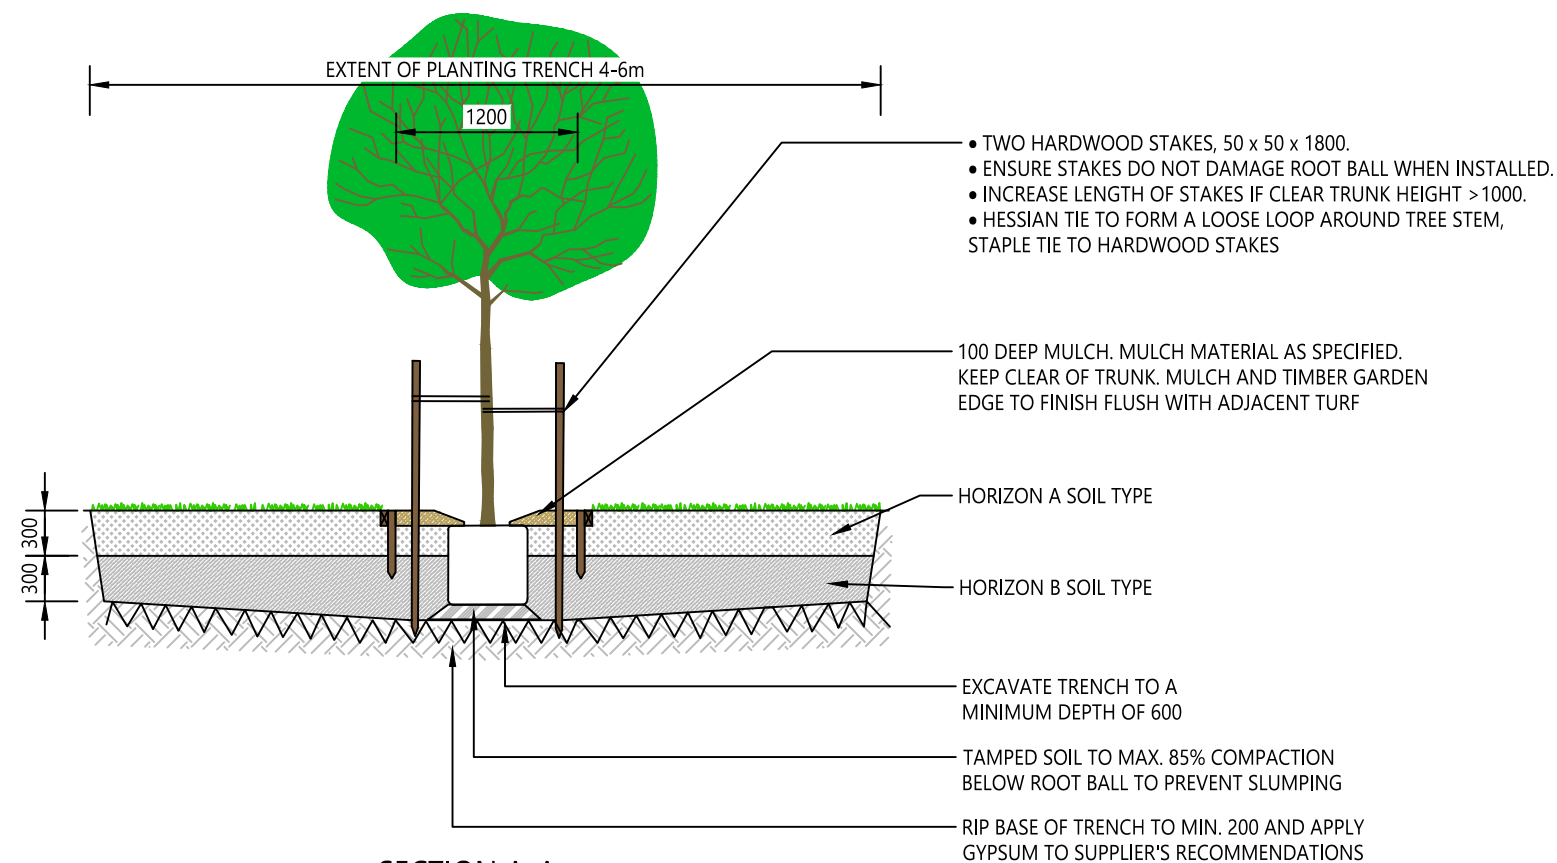 EXTENT OF PLANTING TRENCH 4-6m
1200
• TWO HARDWOOD STAKES, 50 x 50 x 1800.
• ENSURE STAKES DO NOT DAMAGE ROOT BALL WHEN INSTALLED.
• INCREASE LENGTH OF STAKES IF CLEAR TRUNK HEIGHT >1000.
• HESSIAN TIE TO FORM A LOOSE LOOP AROUND TREE STEM,
STAPLE TIE TO HARDWOOD STAKES
100 DEEP MULCH. MULCH MATERIAL AS SPECIFIED.
KEEP CLEAR OF TRUNK. MULCH AND TIMBER GARDEN
EDGE TO FINISH FLUSH WITH ADJACENT TURF
HORIZON A SOIL TYPE
300
300
HORIZON B SOIL TYPE
EXCAVATE TRENCH TO A
MINIMUM DEPTH OF 600
TAMPED SOIL TO MAX. 85% COMPACTION
BELOW ROOT BALL TO PREVENT SLUMPING
RIP BASE OF TRENCH TO MIN. 200 AND APPLY
GYPSUM TO SUPPLIER'S RECOMMENDATIONS